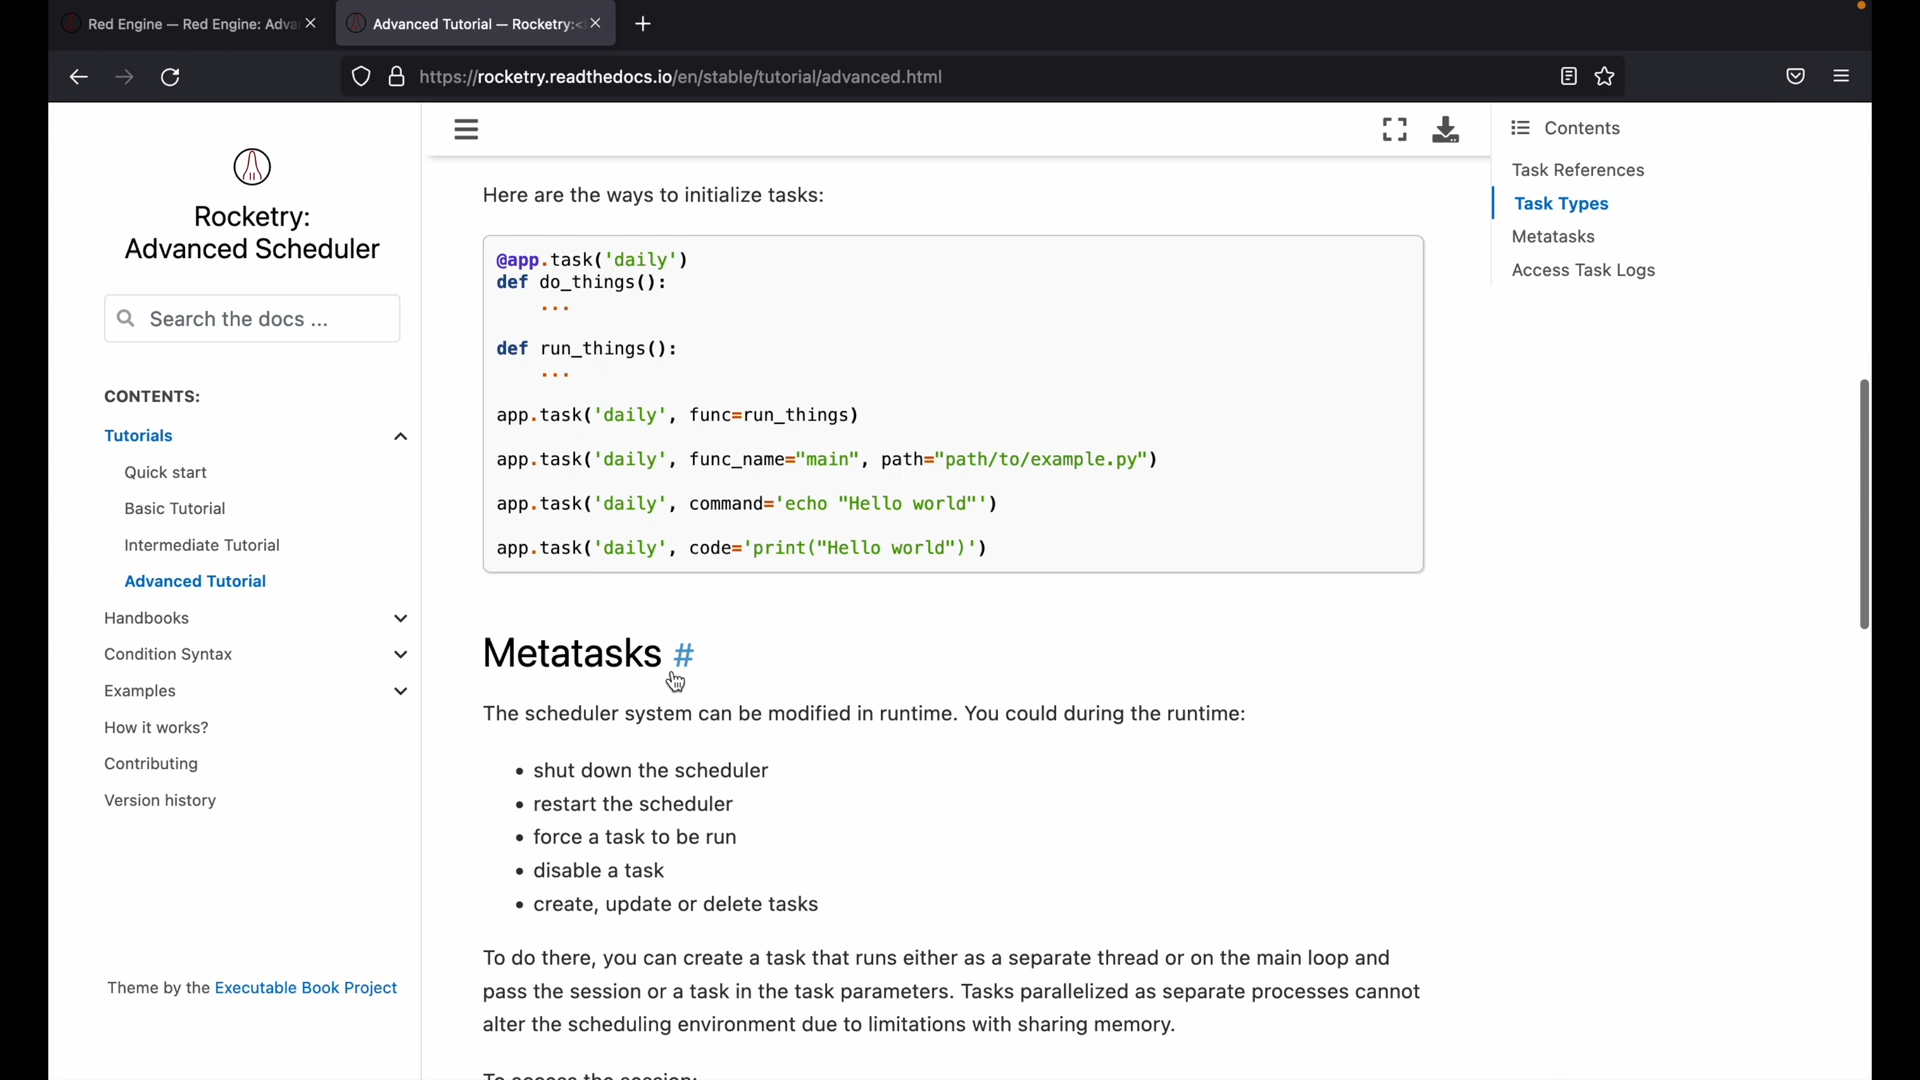 Red Engine — Red Engine: Adva
Advanced Tutorial — Rocketry:<
https://rocketry.readthedocs.io/en/stable/tutorial/advanced.html
Rocketry:
Advanced Scheduler
Search the docs ...
CONTENTS:
Tutorials
Quick start
Basic Tutorial
Intermediate Tutorial
Advanced Tutorial
Handbooks
Condition Syntax
Examples
How it works?
Contributing
Version history
Theme by the Executable Book Project
Here are the ways to initialize tasks:
@app.task('daily')
def do_things():
...
def run_things():
...
app.task('daily', func=run_things)
app.task('daily', func_name="main", path="path/to/example.py")
app.task('daily', command='echo "Hello world"')
app.task('daily', code='print("Hello world")')
Metatasks #
The scheduler system can be modified in runtime. You could during the runtime:
• shut down the scheduler
• restart the scheduler
• force a task to be run
• disable a task
• create, update or delete tasks
To do there, you can create a task that runs either as a separate thread or on the main loop and
pass the session or a task in the task parameters. Tasks parallelized as separate processes cannot
alter the scheduling environment due to limitations with sharing memory.
To access the session:
Contents
Task References
Task Types
Metatasks
Access Task Logs